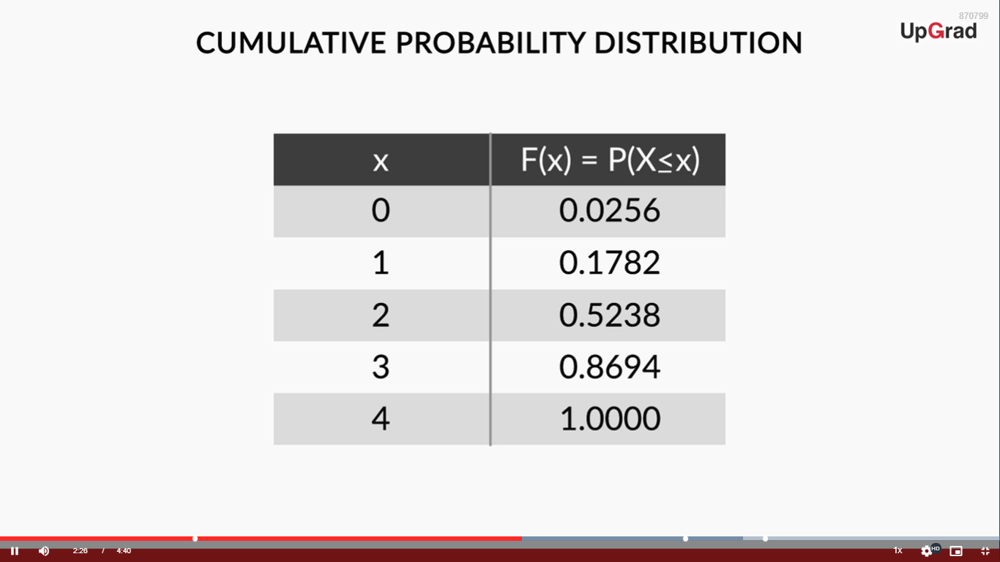 870799
UpGrad
CUMULATIVE PROBABILITY DISTRIBUTION
x F(x) = P(X≤x)
0 0.0256
1 0.1782
2 0.5238
3 0.8694
4 1.0000
2:26 / 4:40 1x HD